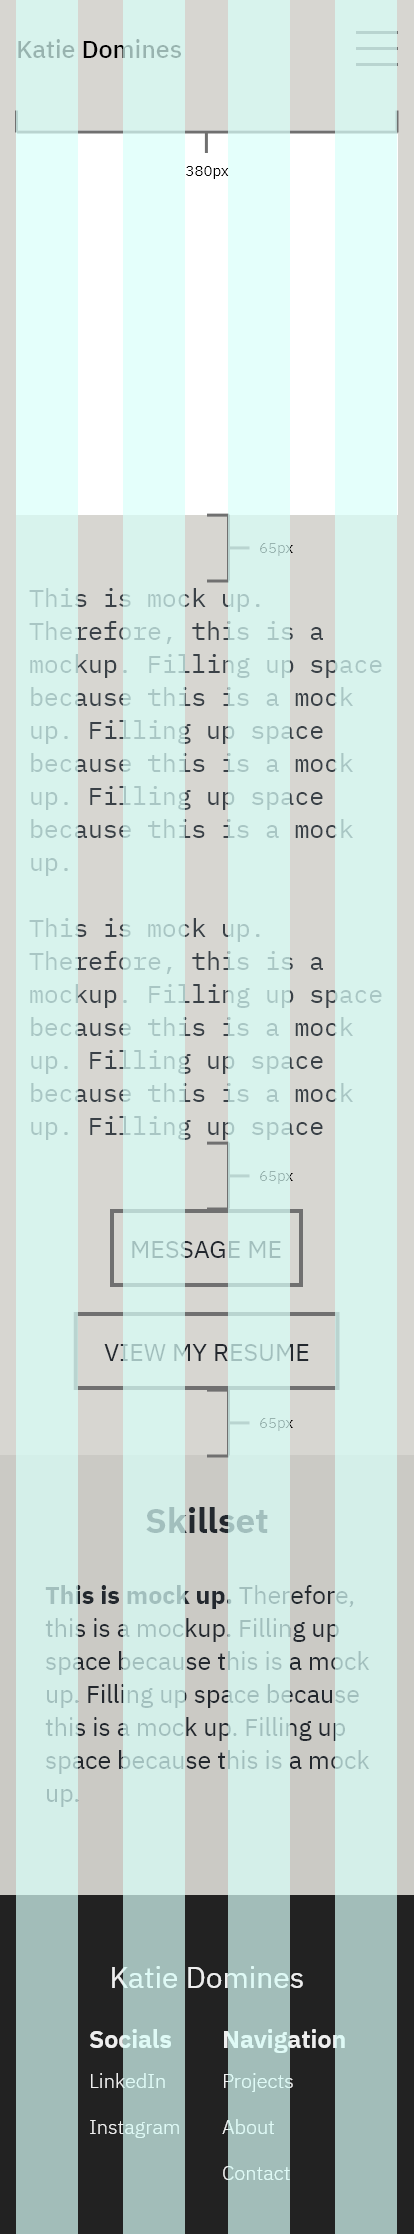 Katie Domines
380px
65px
This is mock up.
Therefore, this is a
mockup. Filling up space
because this is a mock
up. Filling up space
because this is a mock
up. Filling up space
because this is a mock
up.
This is mock up.
Therefore, this is a
mockup. Filling up space
because this is a mock
up. Filling up space
because this is a mock
up. Filling up space
65px
MESSAGE ME
VIEW MY RESUME
65px
Skillset
This is mock up. Therefore,
this is a mockup. Filling up
space because this is a mock
up. Filling up space because
this is a mock up. Filling up
space because this is a mock
up.
Katie Domines
Socials
LinkedIn
Instagram
Navigation
Projects
About
Contact